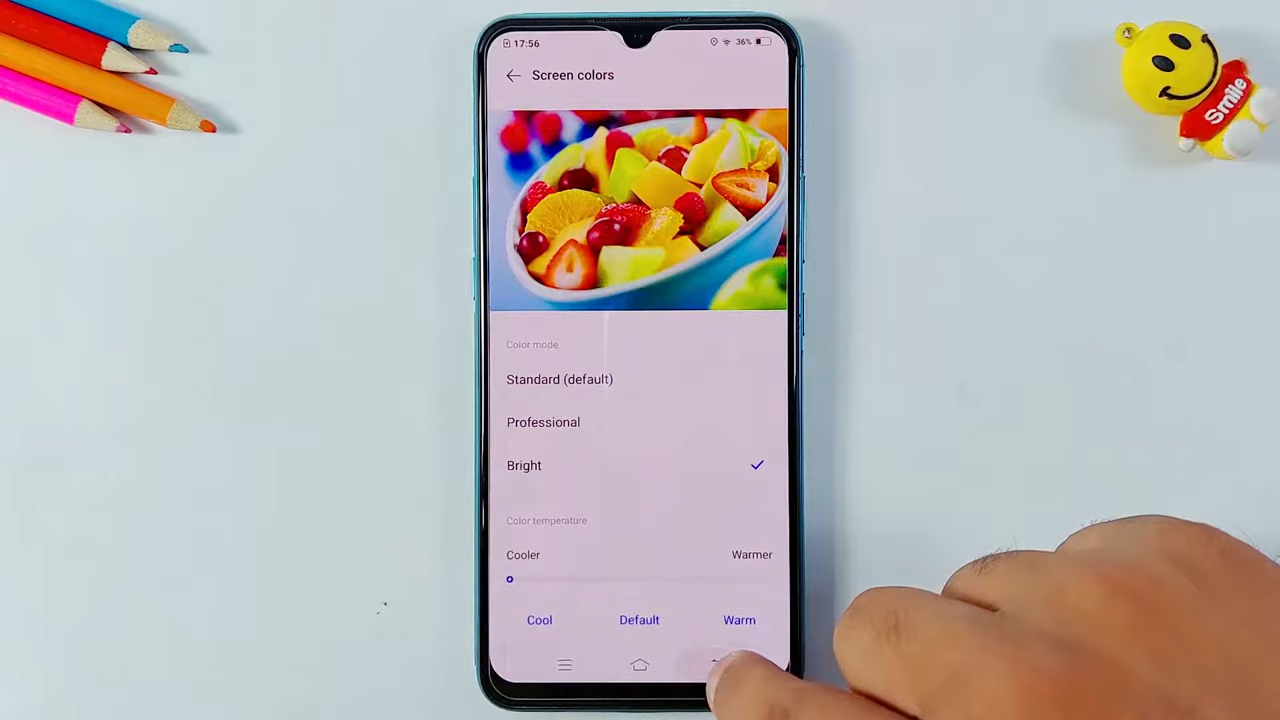 17:56
36%
Screen colors
Color mode
Standard (default)
Professional
Bright
Color temperature
Cooler Warmer
Cool Default Warm
Smile